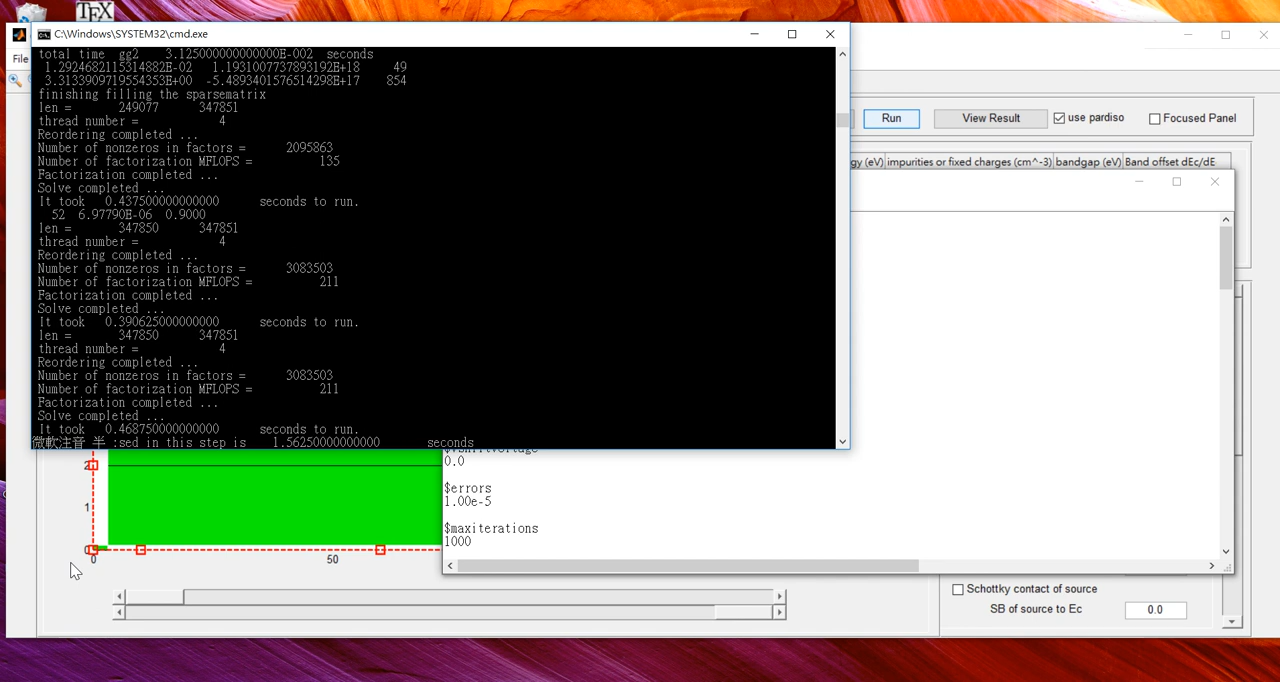 TEX
C:\Windows\SYSTEM32\cmd.exe
File
total time  gg2    3.125000000000000E-002  seconds
1.2924682115314882E-02   1.1931007737893192E+18     49
3.3133909719554353E+00  -5.4893401576514298E+17    854
finishing filling the sparsematrix
len =       249077      347851
thread number =            4
Reordering completed ...
Number of nonzeros in factors =      2095863
Number of factorization MFLOPS =          135
Factorization completed ...
Solve completed ...
It took   0.437500000000000      seconds to run.
52  6.97790E-06  0.9000
len =       347850      347851
thread number =            4
Reordering completed ...
Number of nonzeros in factors =      3083503
Number of factorization MFLOPS =          211
Factorization completed ...
Solve completed ...
It took   0.390625000000000      seconds to run.
len =       347850      347851
thread number =            4
Reordering completed ...
Number of nonzeros in factors =      3083503
Number of factorization MFLOPS =          211
Factorization completed ...
Solve completed ...
It took   0.468750000000000      seconds to run.
微軟注音 半 :sed in this step is    1.56250000000000       seconds
Run
View Result
use pardiso
Focused Panel
gy (eV) impurities or fixed charges (cm^-3) bandgap (eV) Band offset dEc/dE
0.0
$errors
1.00e-5
$maxiterations
1000
2
1
0
0
50
Schottky contact of source
SB of source to Ec
0.0